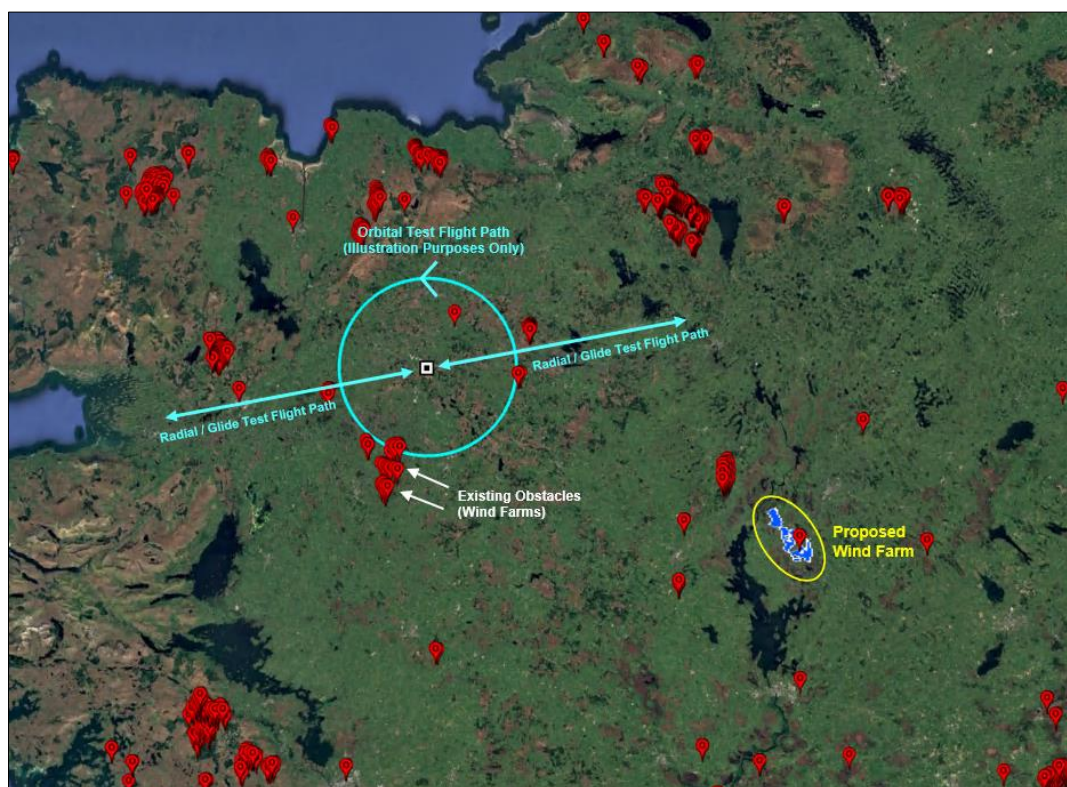 Orbital Test Flight Path
(Illustration Purposes Only)
Radial / Glide Test Flight Path
Radial / Glide Test Flight Path
Existing Obstacles
(Wind Farms)
Proposed
Wind Farm